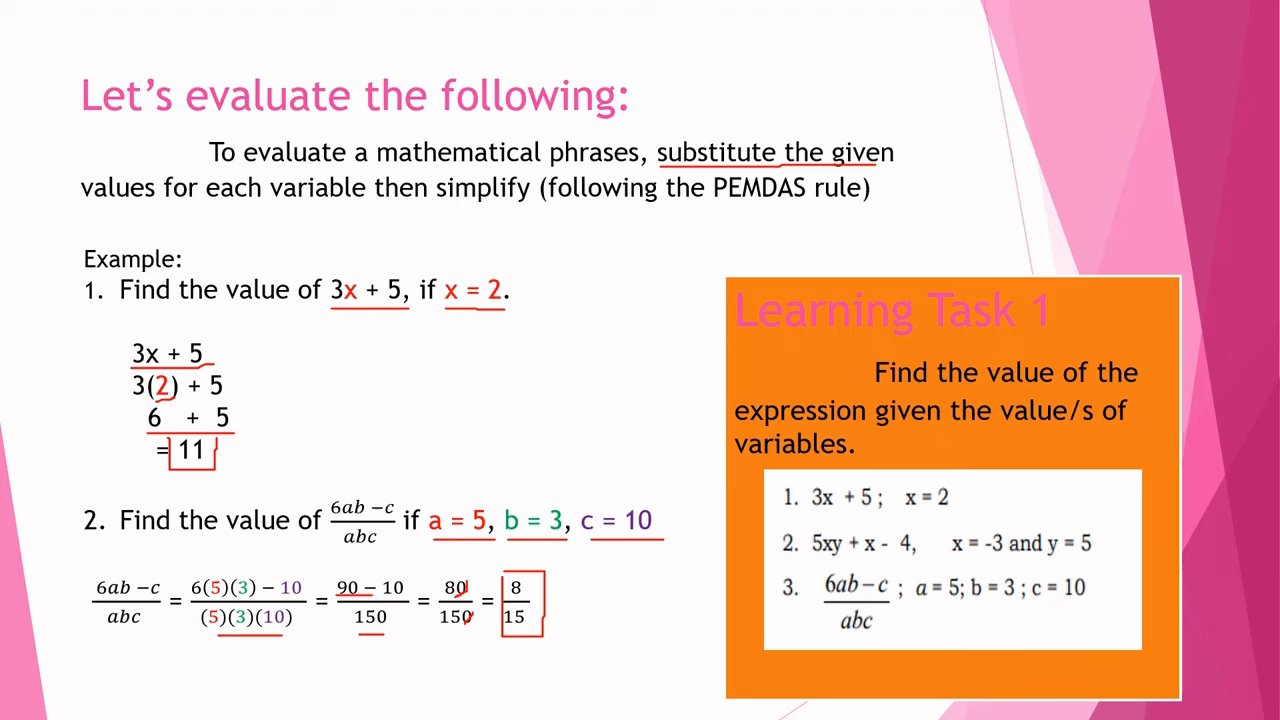 Let's evaluate the following:
To evaluate a mathematical phrases, substitute the given
values for each variable then simplify (following the PEMDAS rule)
Example:
1. Find the value of 3x + 5, if x = 2.
3x + 5
3(2) + 5
6 + 5
= 11
2. Find the value of (6ab −c)/(abc) if a = 5, b = 3, c = 10
(6ab −c)/(abc) = (6(5)(3) − 10)/((5)(3)(10)) = (90 − 10)/(150) = 80/150 = 8/15
Learning Task 1
Find the value of the
expression given the value/s of
variables.
1. 3x + 5 ; x = 2
2. 5xy + x - 4, x = -3 and y = 5
3. (6ab − c)/(abc) ; a = 5; b = 3 ; c = 10